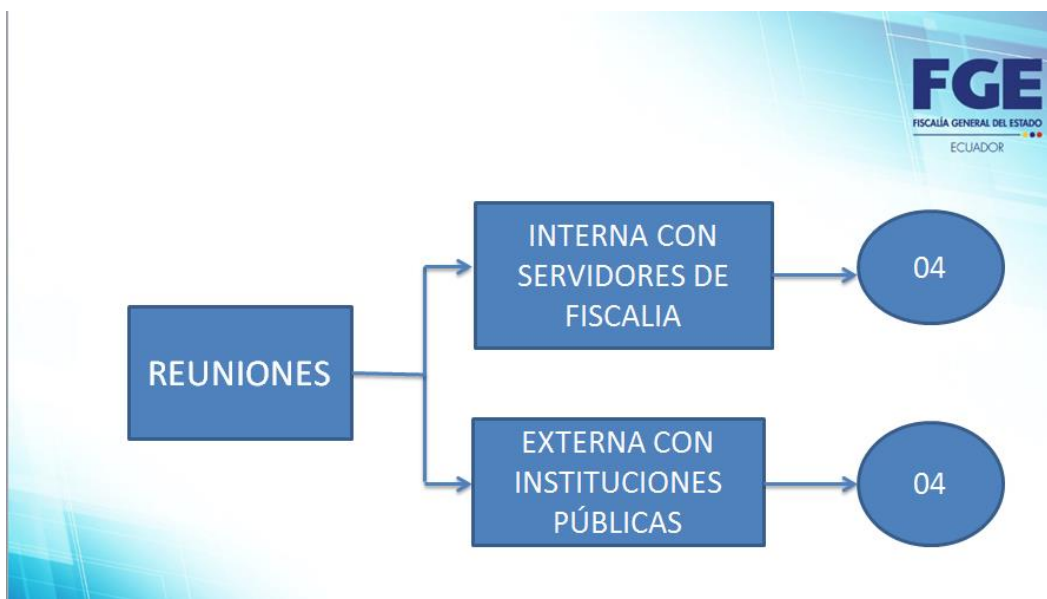 FGE
FISCALÍA GENERAL DEL ESTADO
ECUADOR
REUNIONES
INTERNA CON
SERVIDORES DE
FISCALIA
04
EXTERNA CON
INSTITUCIONES
PÚBLICAS
04